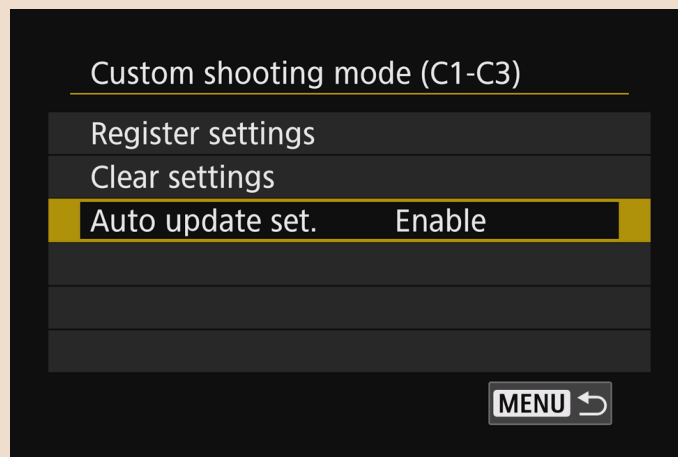 Custom shooting mode (C1-C3)
Register settings
Clear settings
Auto update set. Enable
MENU